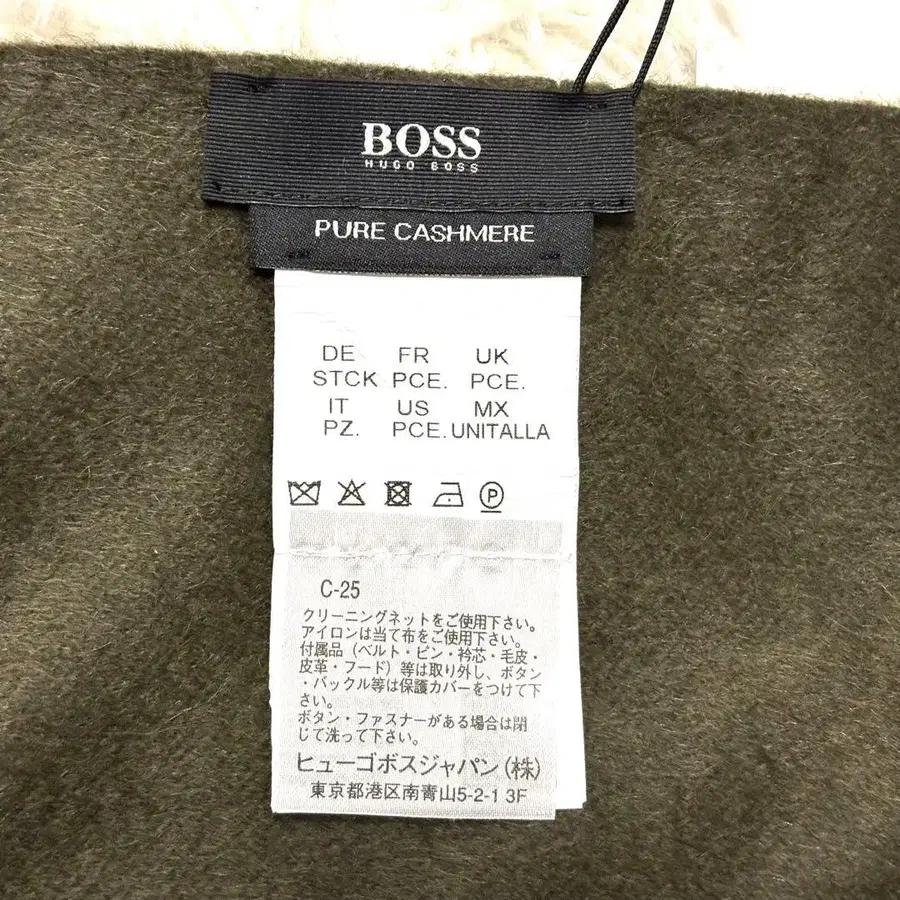 BOSS
HUGO BOSS
PURE CASHMERE
DE FR UK
STCK PCE. PCE.
IT US MX
PZ. PCE. UNITALLA
P
C-25
クリーニングネットをご使用下さい。
アイロンは当て布をご使用下さい。
付属品（ベルト・ピン・衿芯・毛皮・
皮革・フード）等は取り外し、ボタン
・バックル等は保護カバーをつけて下
さい。
ボタン・ファスナーがある場合は閉
じて洗って下さい。
ヒューゴボスジャパン(株)
東京都港区南青山5-2-1 3F